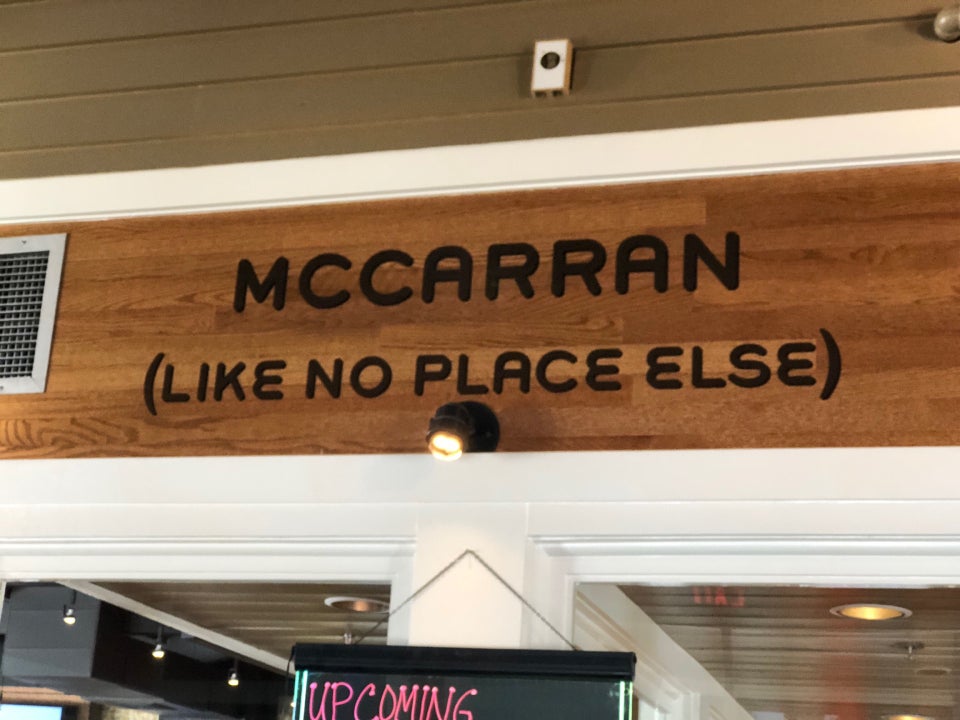 MCCARRAN
(LIKE NO PLACE ELSE)
UPCOMING